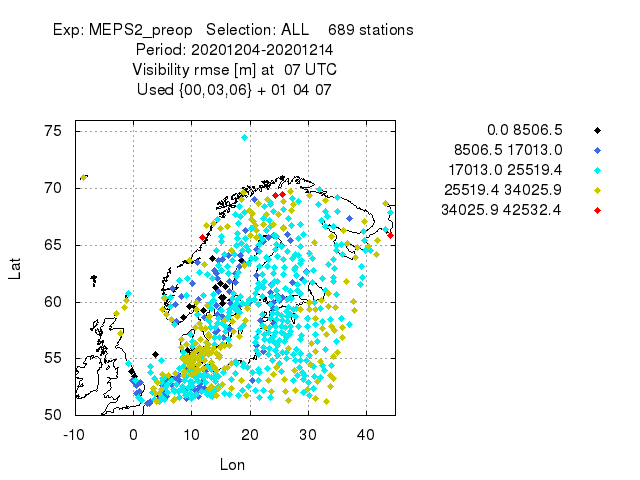 Exp: MEPS2_preop   Selection: ALL    689 stations
Period: 20201204-20201214
Visibility rmse [m] at  07 UTC
Used {00,03,06} + 01 04 07
0.0 8506.5
8506.5 17013.0
17013.0 25519.4
25519.4 34025.9
34025.9 42532.4
75
70
65
60
55
50
Lat
-10 0 10 20 30 40
Lon